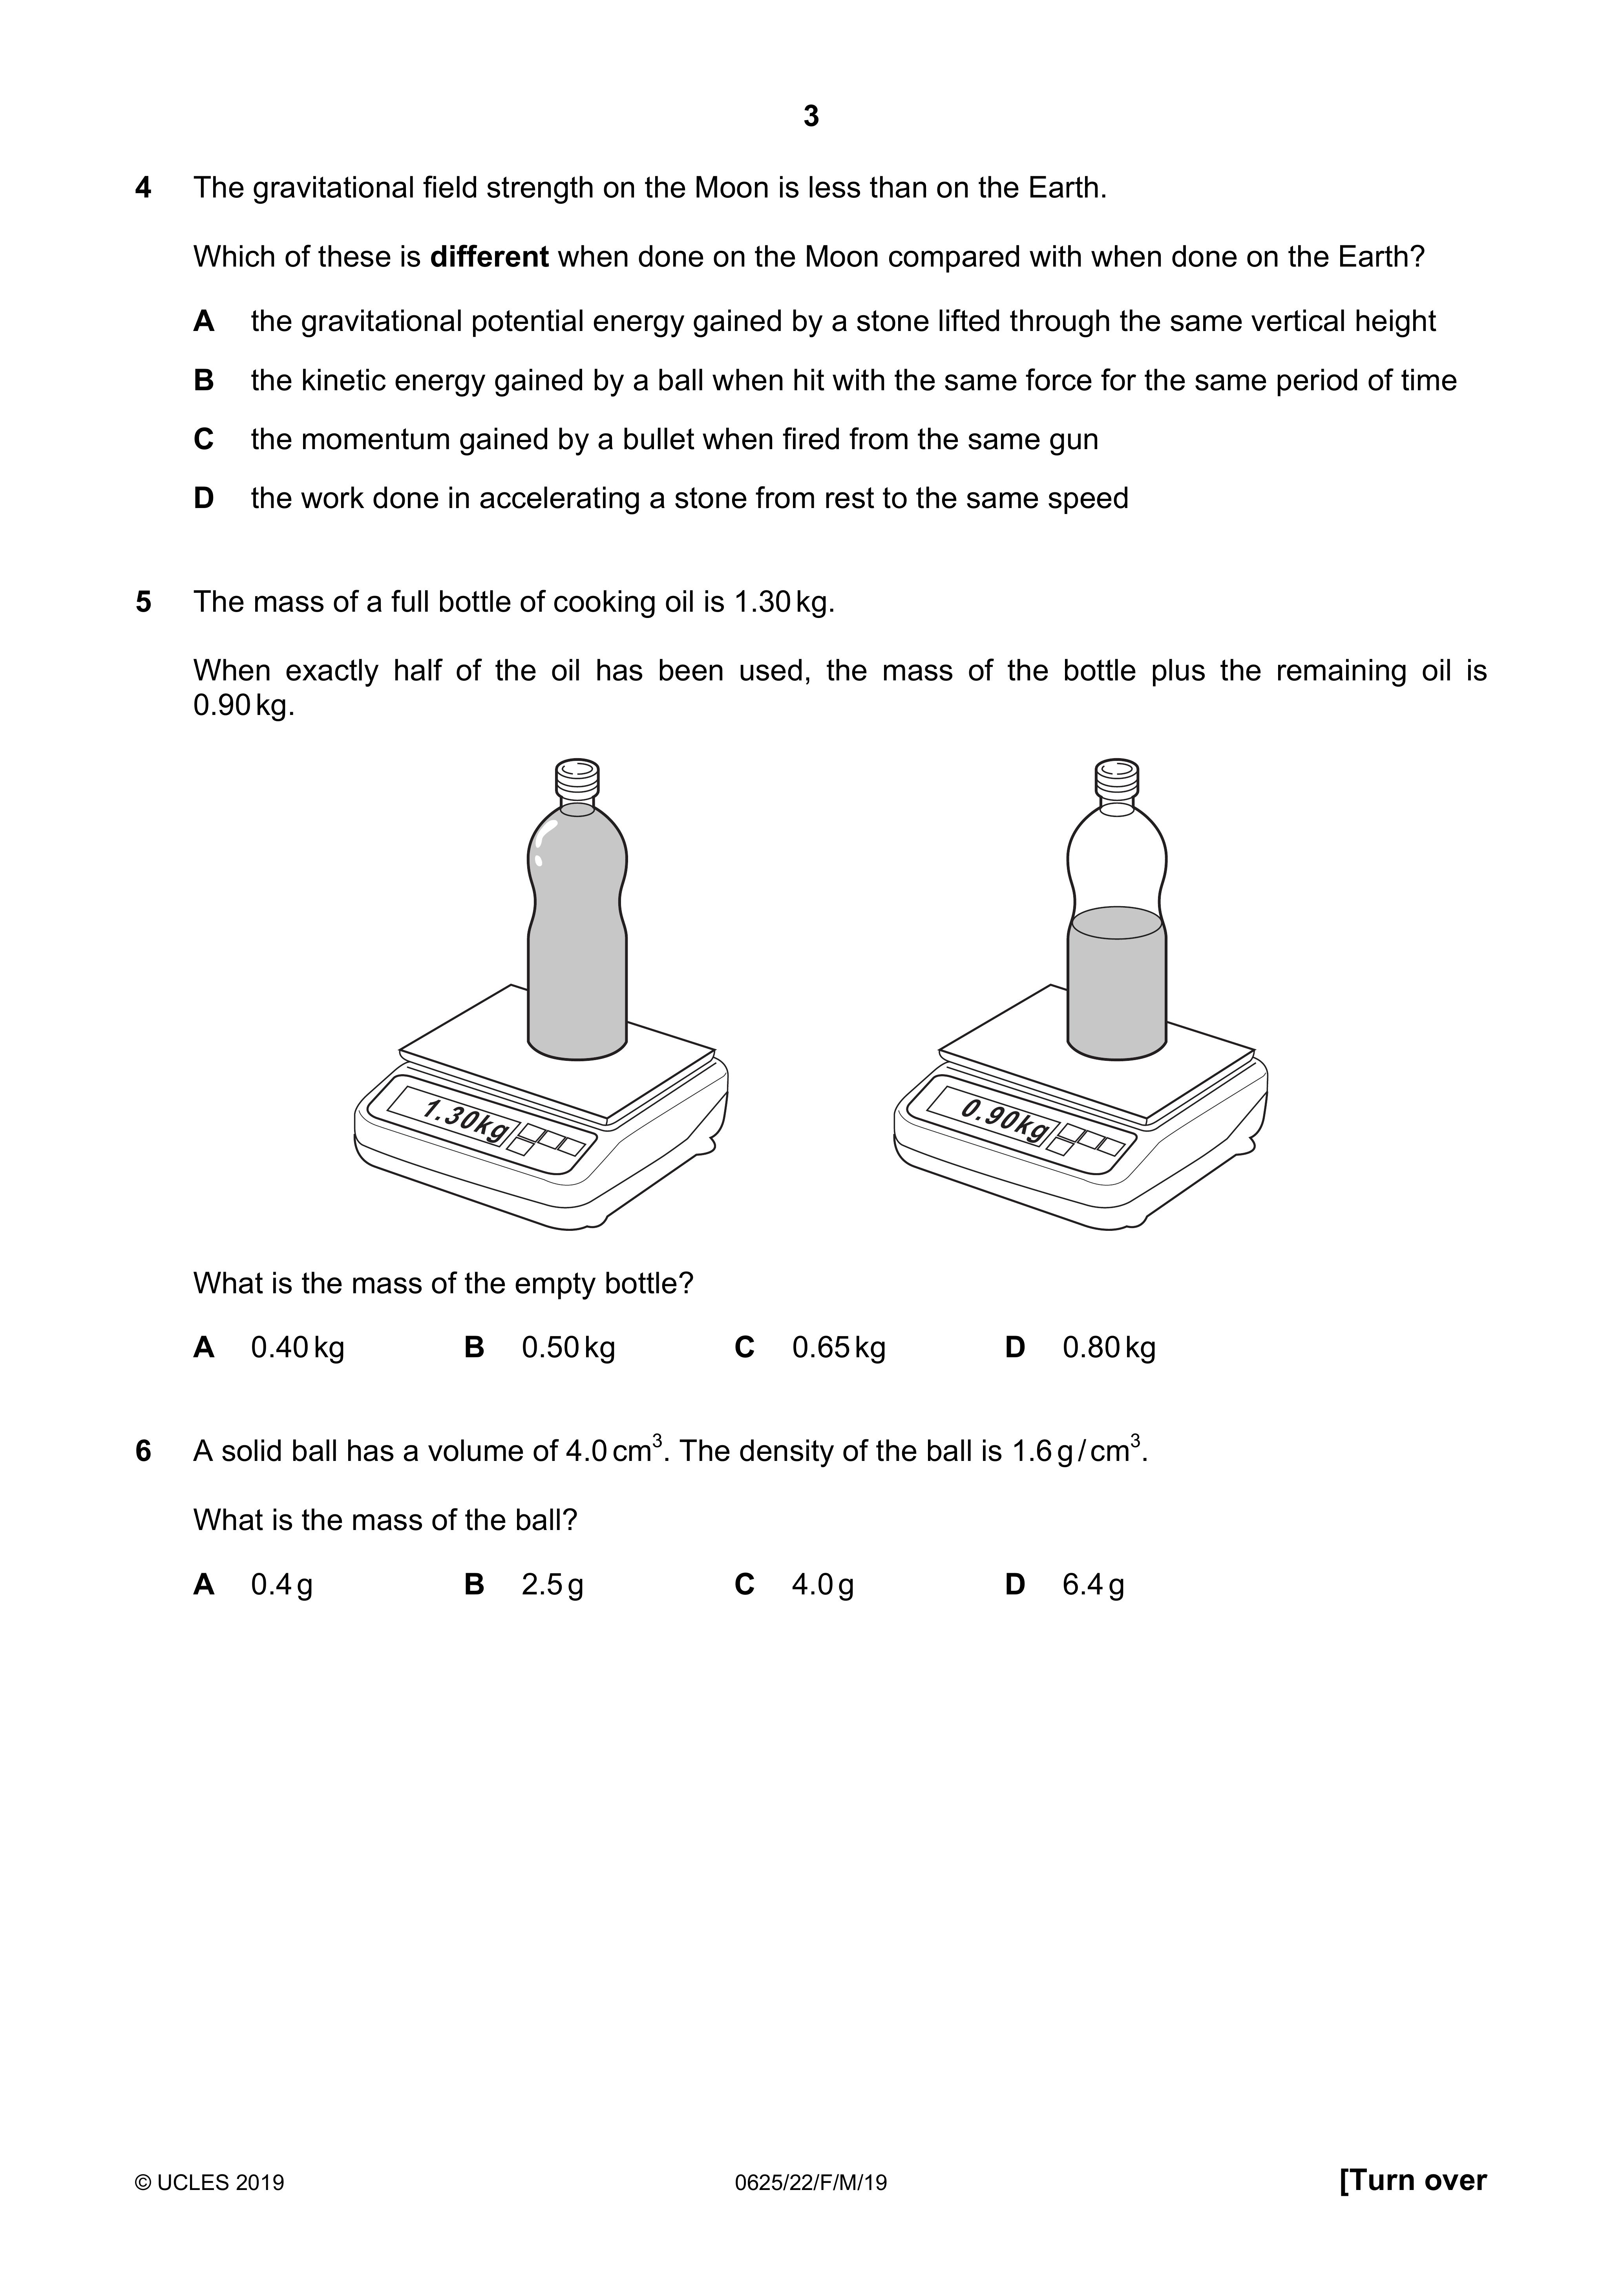 3
4 The gravitational field strength on the Moon is less than on the Earth.
Which of these is different when done on the Moon compared with when done on the Earth?
A the gravitational potential energy gained by a stone lifted through the same vertical height
B the kinetic energy gained by a ball when hit with the same force for the same period of time
C the momentum gained by a bullet when fired from the same gun
D the work done in accelerating a stone from rest to the same speed
5 The mass of a full bottle of cooking oil is 1.30 kg.
When exactly half of the oil has been used, the mass of the bottle plus the remaining oil is
0.90 kg.
1.30kg 0.90kg
What is the mass of the empty bottle?
A 0.40 kg B 0.50 kg C 0.65 kg D 0.80 kg
6 A solid ball has a volume of 4.0 cm³. The density of the ball is 1.6 g / cm³.
What is the mass of the ball?
A 0.4 g B 2.5 g C 4.0 g D 6.4 g
© UCLES 2019 0625/22/F/M/19 [Turn over